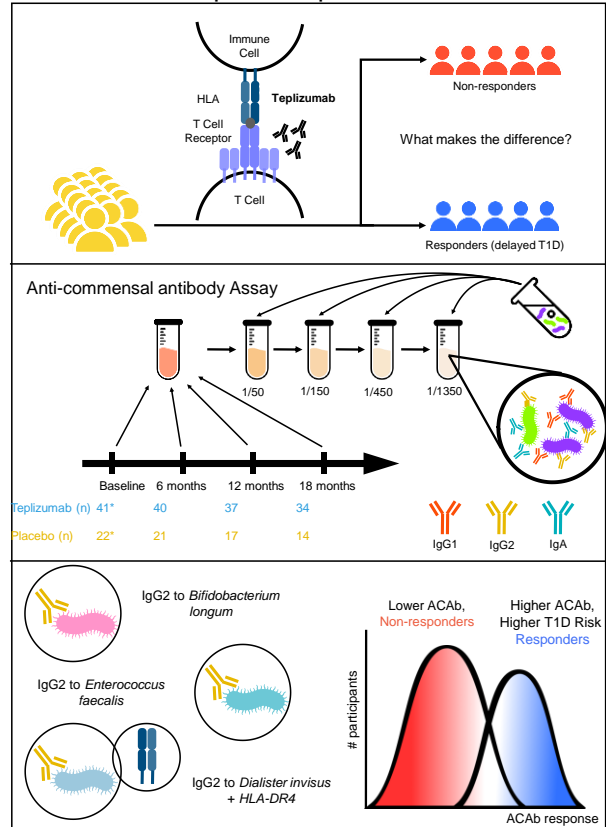 Immune
Cell
HLA
Teplizumab
T Cell
Receptor
T Cell
Non-responders
What makes the difference?
Responders (delayed T1D)
Anti-commensal antibody Assay
1/50
1/150
1/450
1/1350
Baseline
6 months
12 months
18 months
Teplizumab (n) 41* 40 37 34
Placebo (n) 22* 21 17 14
IgG1
IgG2
IgA
IgG2 to Bifidobacterium
longum
IgG2 to Enterococcus
faecalis
IgG2 to Dialister invisus
+ HLA-DR4
Lower ACAb,
Non-responders
Higher ACAb,
Higher T1D Risk
Responders
# participants
ACAb response